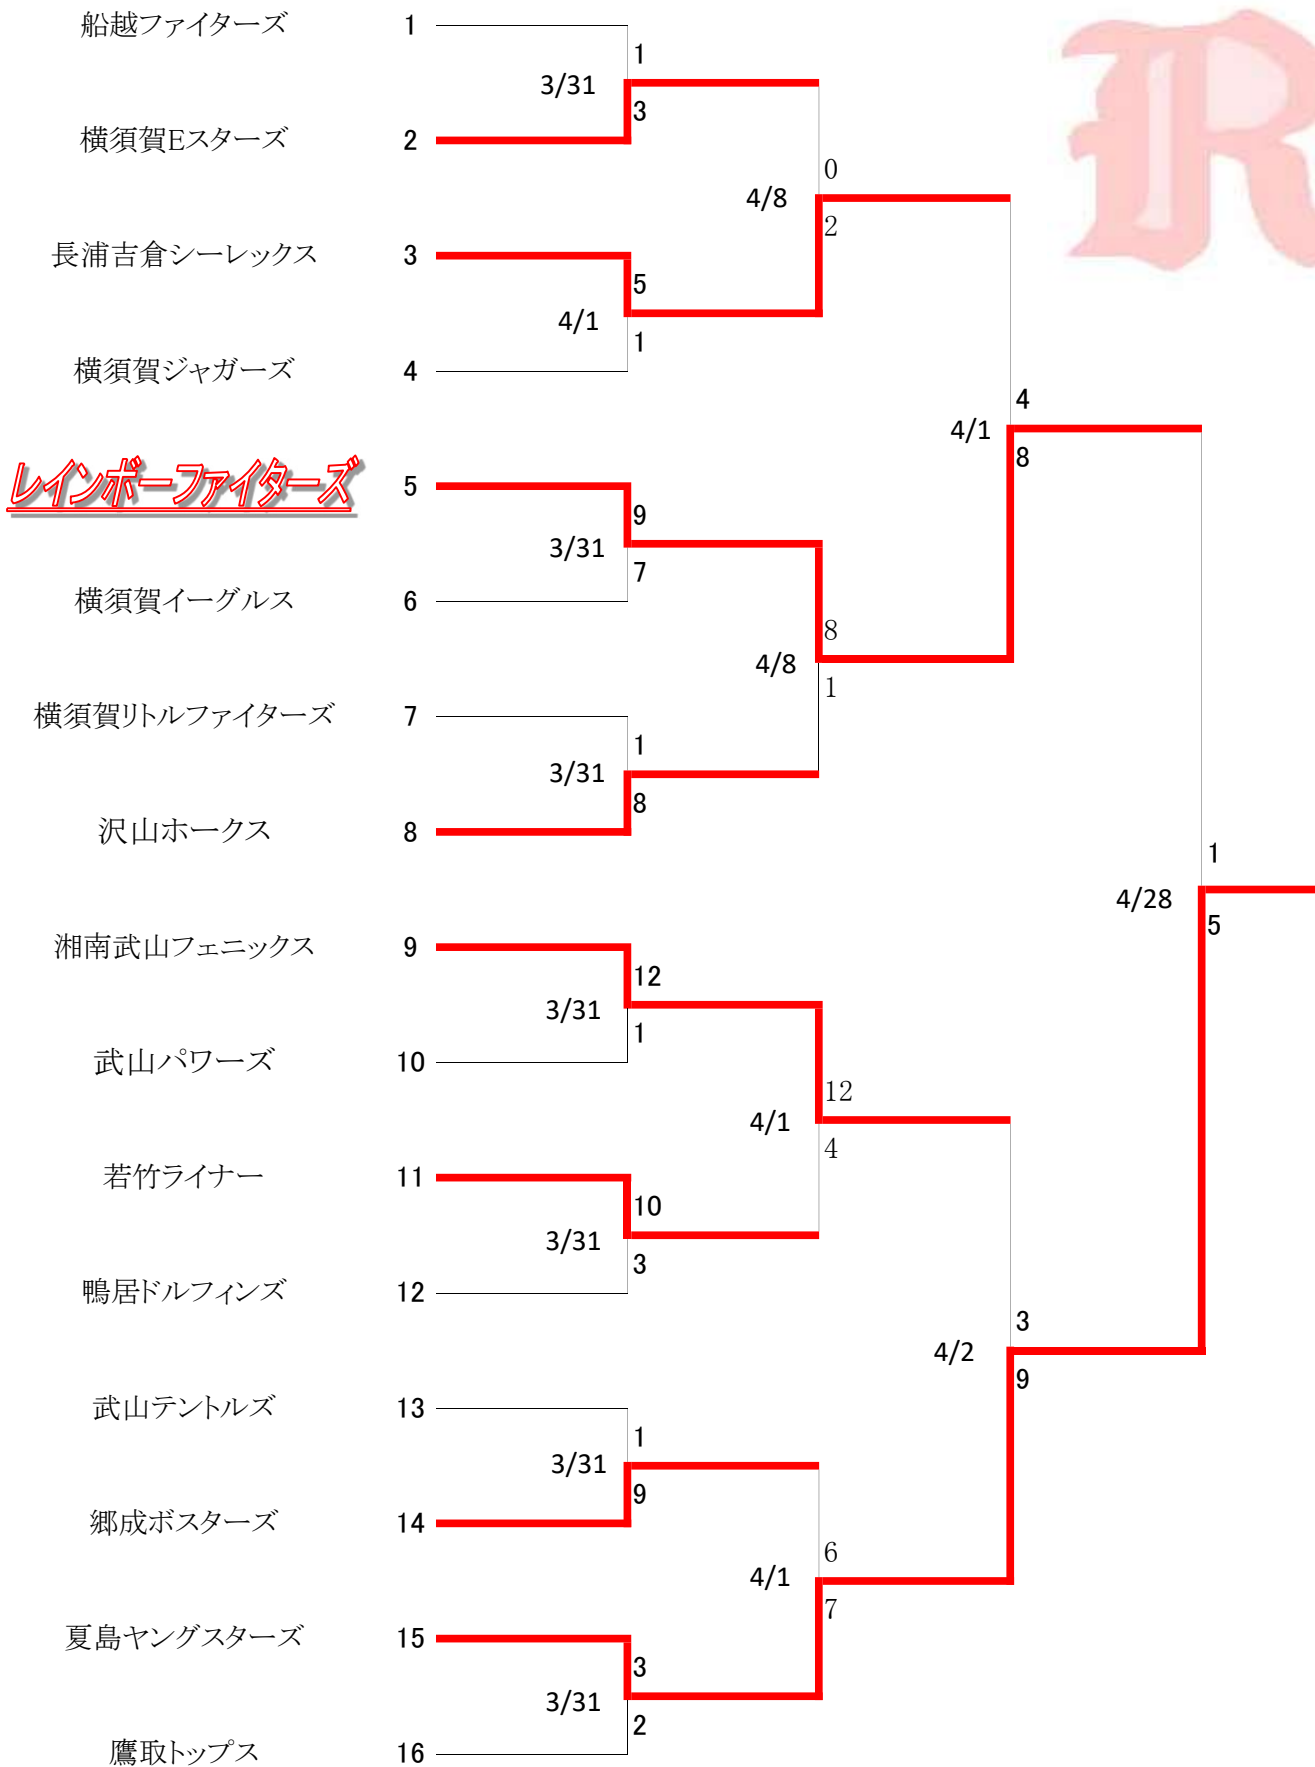 船越ファイターズ 1
1
3/31
3
横須賀Eスターズ 2
0
4/8
2
長浦吉倉シーレックス 3
5
4/1
1
横須賀ジャガーズ 4
4
4/1
8
レインボーファイターズ 5
9
3/31
7
横須賀イーグルス 6
8
4/8
1
横須賀リトルファイターズ 7
1
3/31
8
沢山ホークス 8
1
4/28
5
湘南武山フェニックス 9
12
3/31
1
武山パワーズ 10
12
4/1
4
若竹ライナー 11
10
3/31
3
鴨居ドルフィンズ 12
3
4/2
9
武山テントルズ 13
1
3/31
9
郷成ボスターズ 14
6
4/1
7
夏島ヤングスターズ 15
3
3/31
2
鷹取トップス 16
R